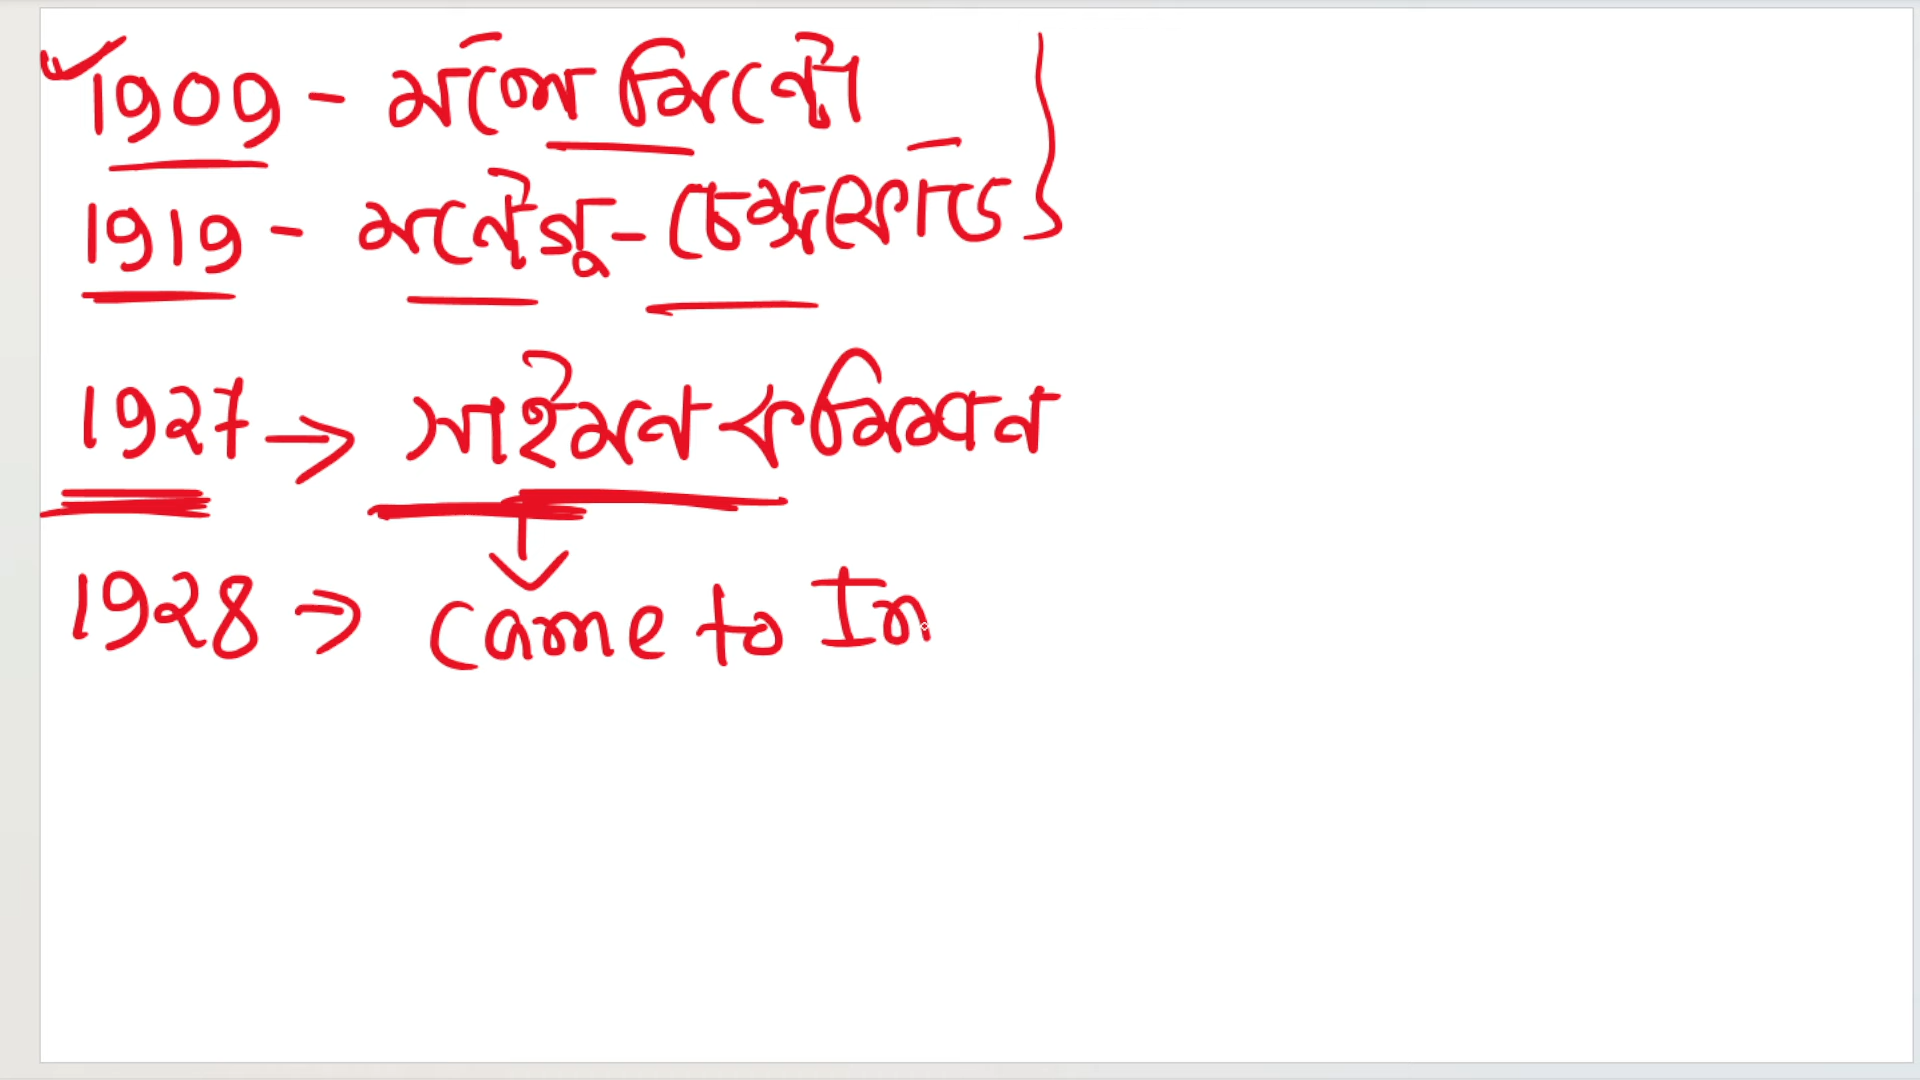 1909 - মর্লে মিন্টো
1919 - মন্টেগু - চেমসফোর্ড
1927 → সাইমন কমিশন
1928 → Came to In